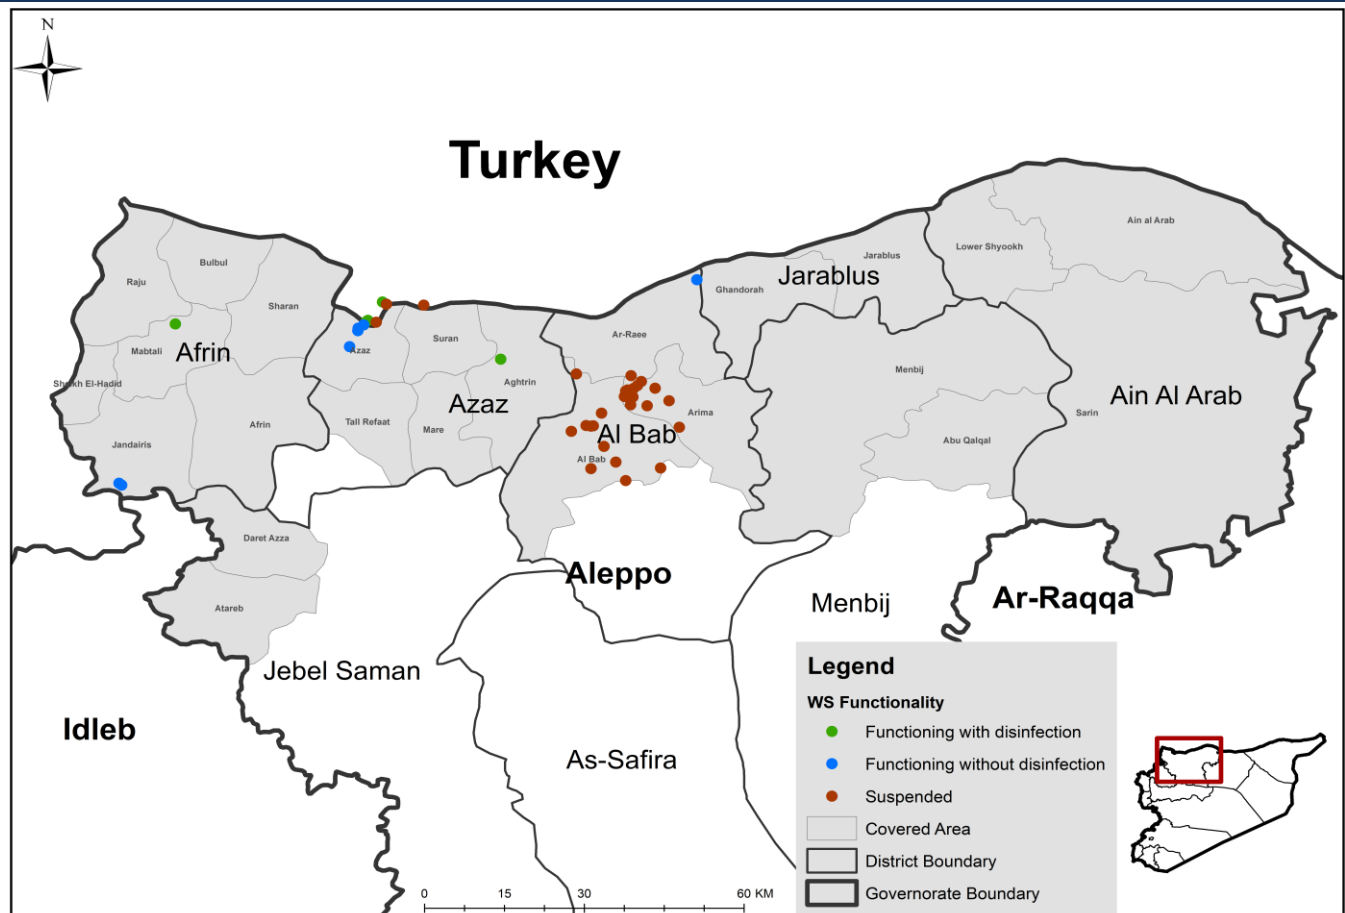 N
Turkey
Ain al Arab
Lower Shyookh
Jarablus
Bulbul
Jarablus
Raju
Ghandorah
Sharan
Ar-Raee
Suran
Azaz
Mabtali
Afrin
Menbij
Sheikh El-Hadid
Aghtrin
Ain Al Arab
Azaz
Arima
Sarin
Tall Refaat
Afrin
Mare
Al Bab
Abu Qalqal
Jandairis
Al Bab
Daret Azza
Aleppo
Ar-Raqqa
Menbij
Atareb
Jebel Saman
Idleb
As-Safira
Legend
WS Functionality
Functioning with disinfection
Functioning without disinfection
Suspended
Covered Area
District Boundary
Governorate Boundary
0 15 30 60 KM